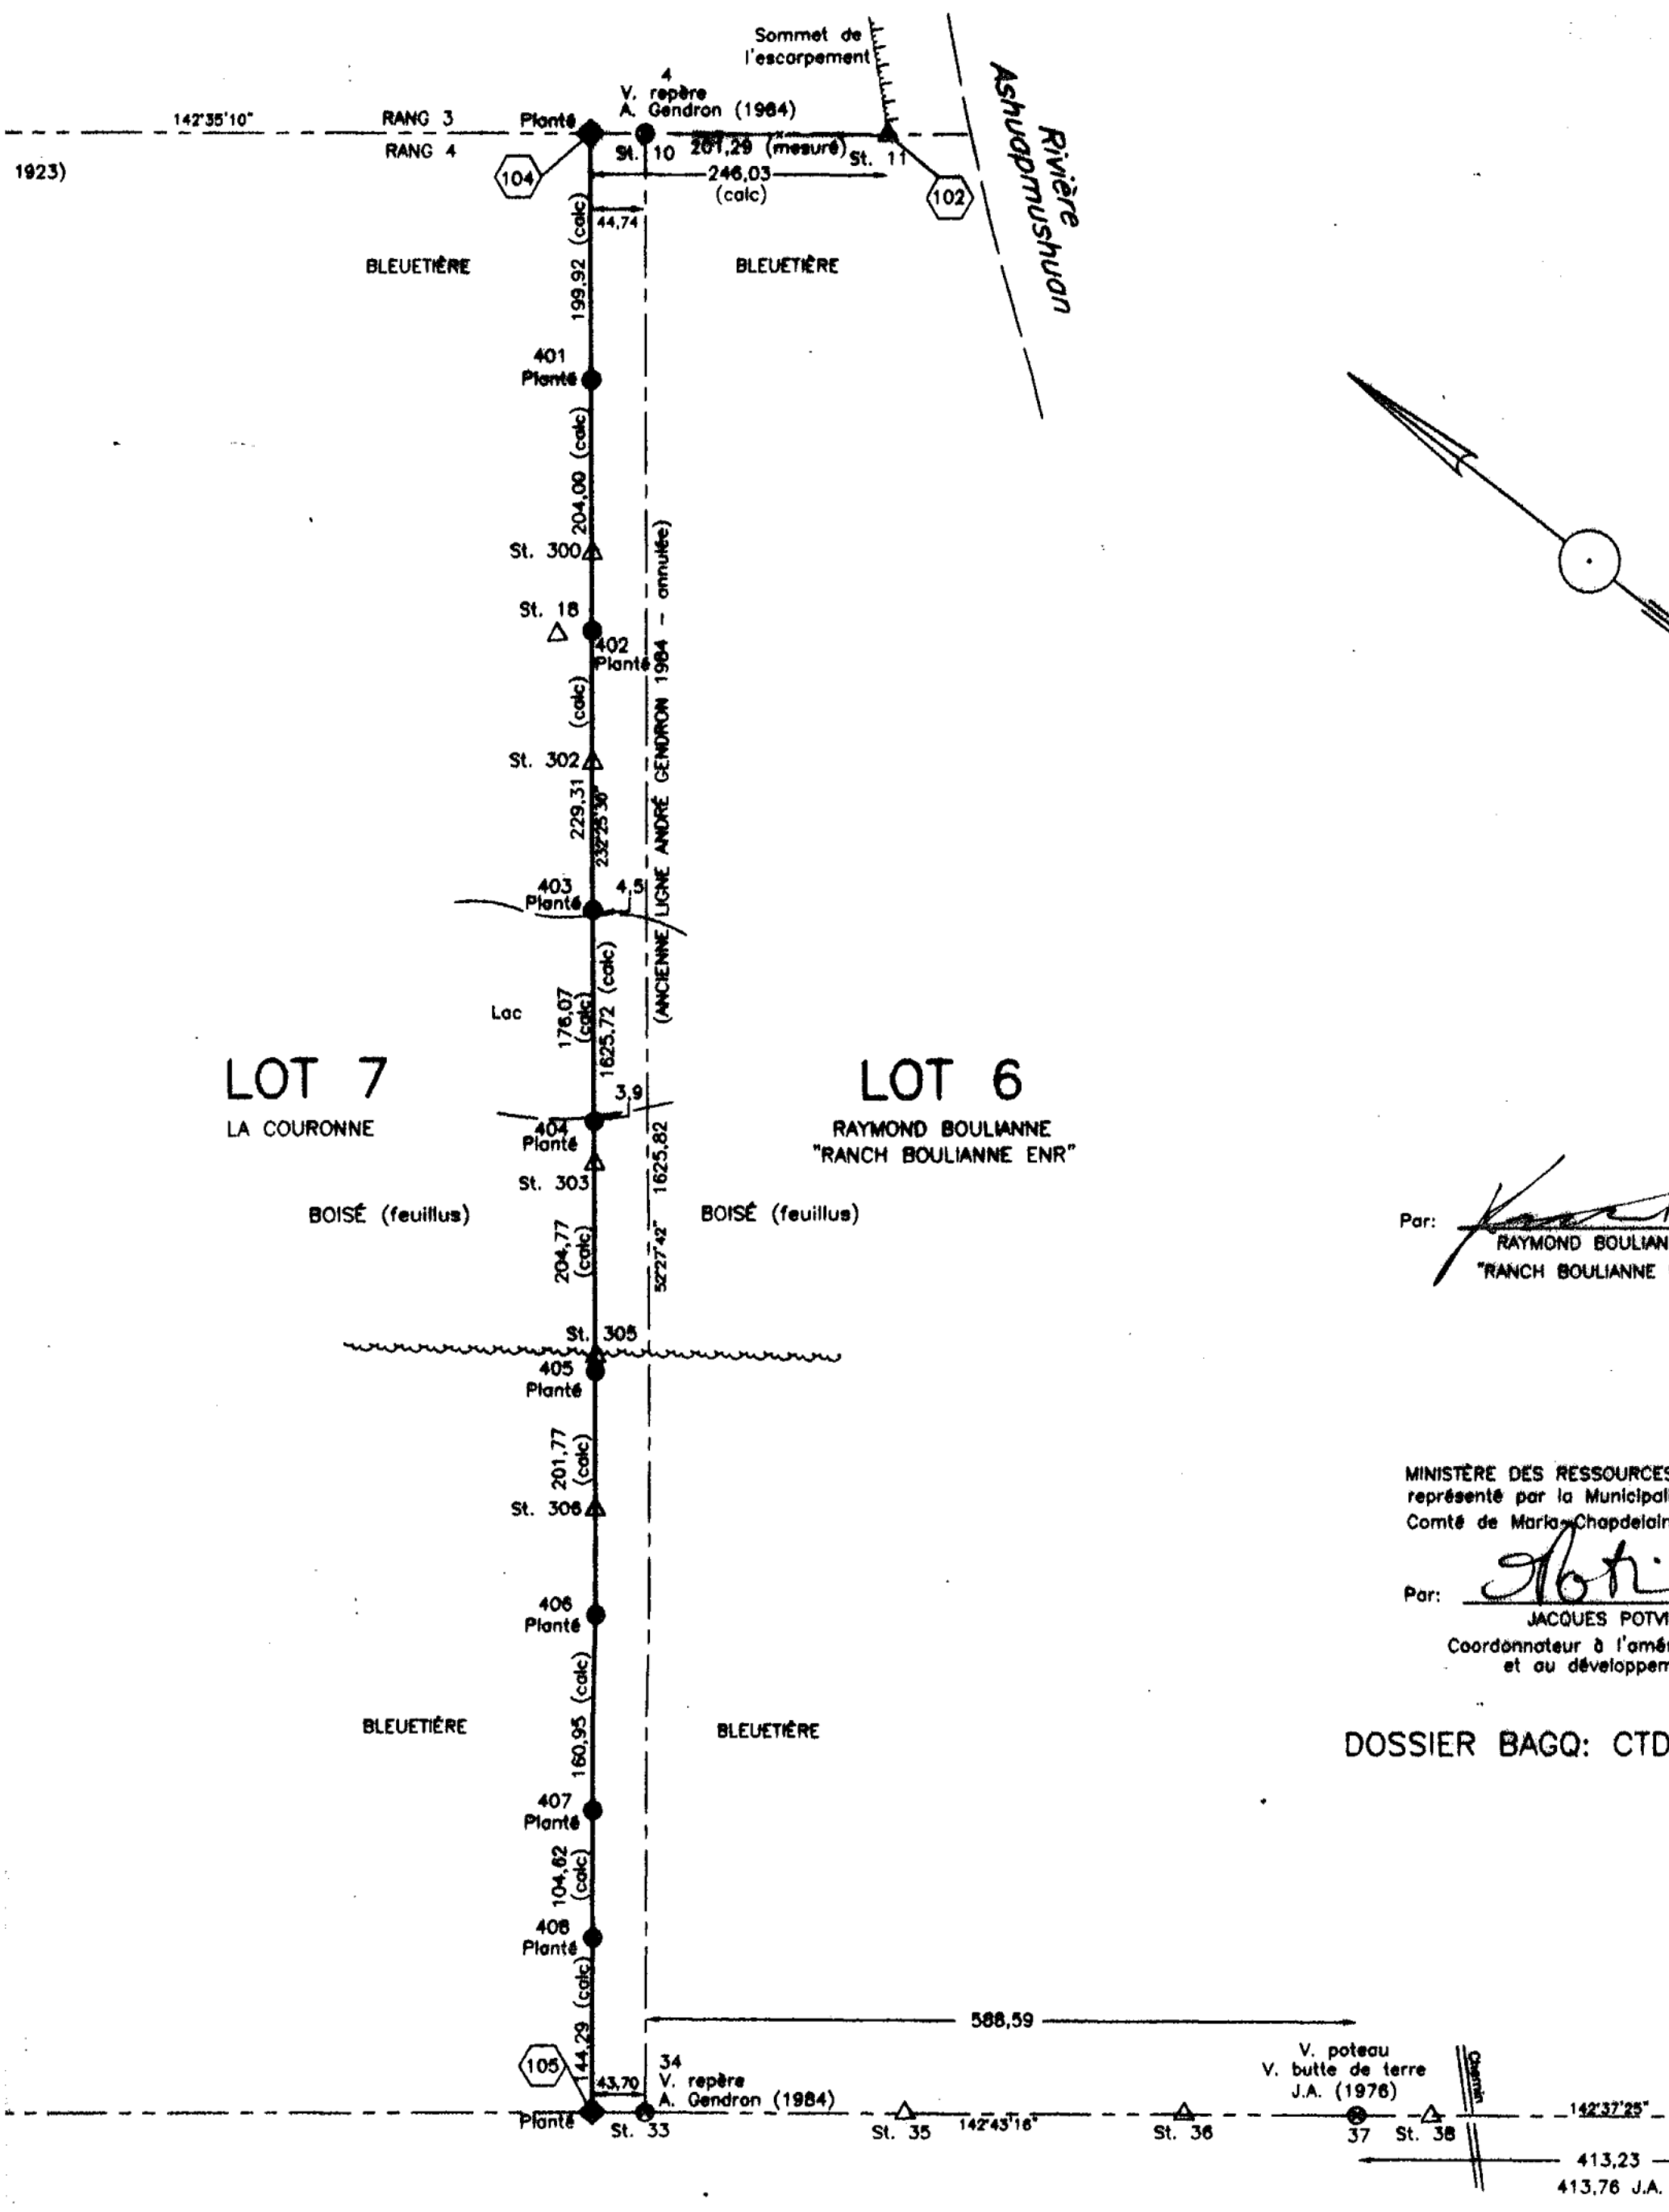 Sommet de
l'escarpement
Rivière
Ashuapmushuan
4
V. repère
A. Gendron (1984)
142°35'10"
RANG 3
Planté
RANG 4
1923)
St. 10
201,29 (mesuré)
St. 11
104
246,03
(calc)
102
44,74
199,92 (calc)
BLEUETIÈRE
BLEUETIÈRE
401
Planté
204,00 (calc)
St. 300
St. 18
402
Planté
(ANCIENNE LIGNE ANDRÉ GENDRON 1984 - annulée)
229,31 (calc)
St. 302
232°25'30"
403
Planté
4,5
Lac
176,07
(calc)
1625,72 (calc)
LOT 7
LA COURONNE
LOT 6
RAYMOND BOULIANNE
"RANCH BOULIANNE ENR"
3,9
404
Planté
St. 303
52°27'42" 1625,82
BOISÉ (feuillus)
BOISÉ (feuillus)
Par:
RAYMOND BOULIAN
"RANCH BOULIANNE
204,77
(calc)
St. 305
405
Planté
201,77
(calc)
St. 306
MINISTÈRE DES RESSOURCES
représenté par la Municipal
Comté de Maria-Chapdelain
Par:
JACQUES POTVI
Coordonnateur à l'amé
et au développem
406
Planté
160,95 (calc)
BLEUETIÈRE
BLEUETIÈRE
DOSSIER BAGQ: CTD
407
Planté
104,62
(calc)
408
Planté
144,29 (calc)
588,59
105
43,70
34
V. repère
A. Gendron (1984)
V. poteau
V. butte de terre
J.A. (1976)
Chemin
Planté
St. 33
St. 35
142°43'16"
St. 36
37
St. 38
142°37'25"
413,23
413,76 J.A.